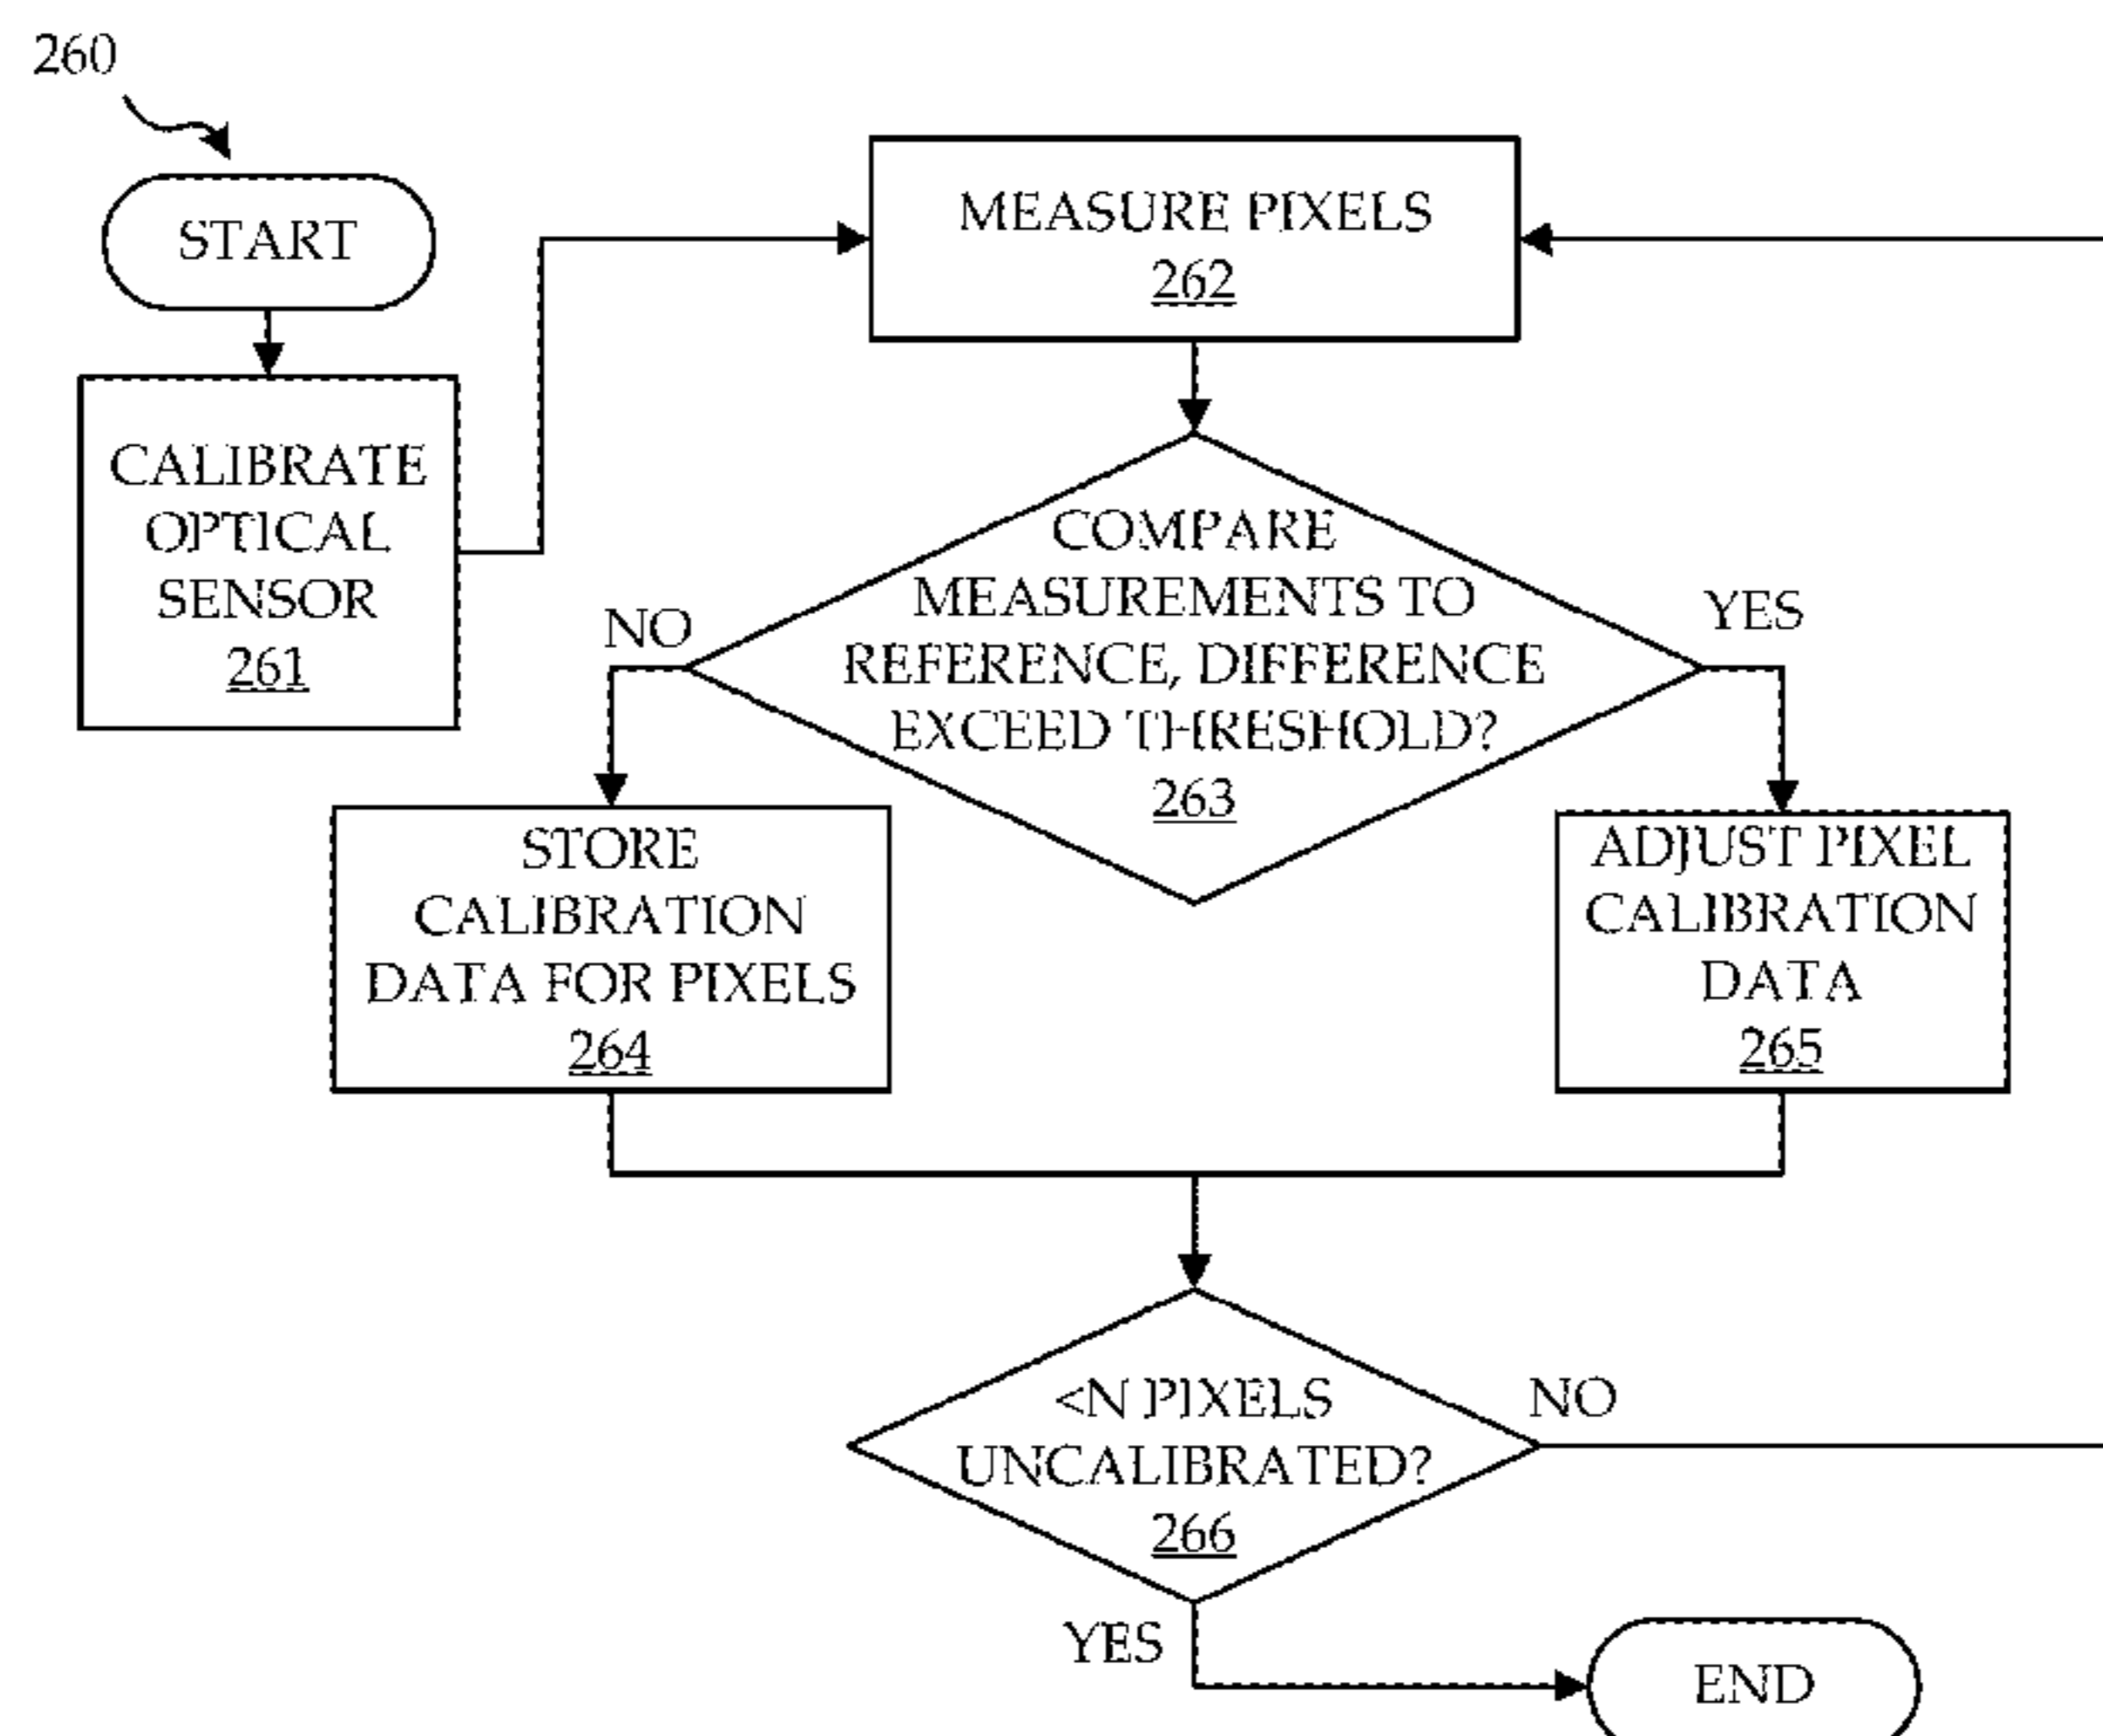 260
START
CALIBRATE
OPTICAL
SENSOR
261
MEASURE PIXELS
262
COMPARE
MEASUREMENTS TO
REFERENCE, DIFFERENCE
EXCEED THRESHOLD?
263
NO
YES
STORE
CALIBRATION
DATA FOR PIXELS
264
ADJUST PIXEL
CALIBRATION
DATA
265
<N PIXELS
UNCALIBRATED?
266
NO
YES
END